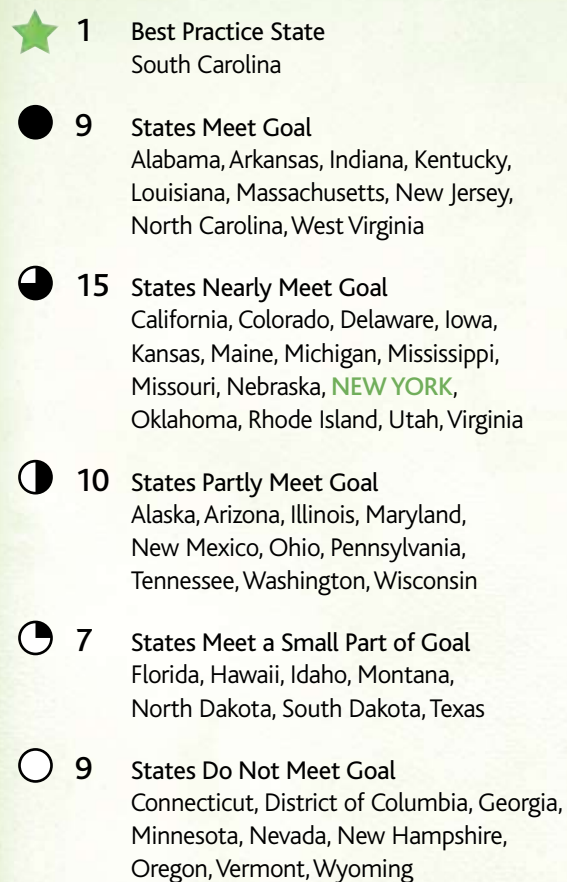 1 Best Practice State
South Carolina
9 States Meet Goal
Alabama, Arkansas, Indiana, Kentucky,
Louisiana, Massachusetts, New Jersey,
North Carolina, West Virginia
15 States Nearly Meet Goal
California, Colorado, Delaware, Iowa,
Kansas, Maine, Michigan, Mississippi,
Missouri, Nebraska, NEW YORK,
Oklahoma, Rhode Island, Utah, Virginia
10 States Partly Meet Goal
Alaska, Arizona, Illinois, Maryland,
New Mexico, Ohio, Pennsylvania,
Tennessee, Washington, Wisconsin
7 States Meet a Small Part of Goal
Florida, Hawaii, Idaho, Montana,
North Dakota, South Dakota, Texas
9 States Do Not Meet Goal
Connecticut, District of Columbia, Georgia,
Minnesota, Nevada, New Hampshire,
Oregon, Vermont, Wyoming